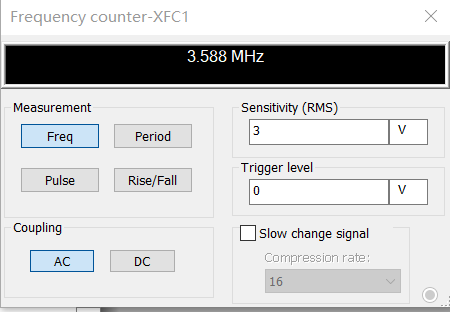 Frequency counter-XFC1
3.588 MHz
Measurement
Freq
Period
Pulse
Rise/Fall
Coupling
AC
DC
Sensitivity (RMS)
3
V
Trigger level
0
V
Slow change signal
Compression rate:
16